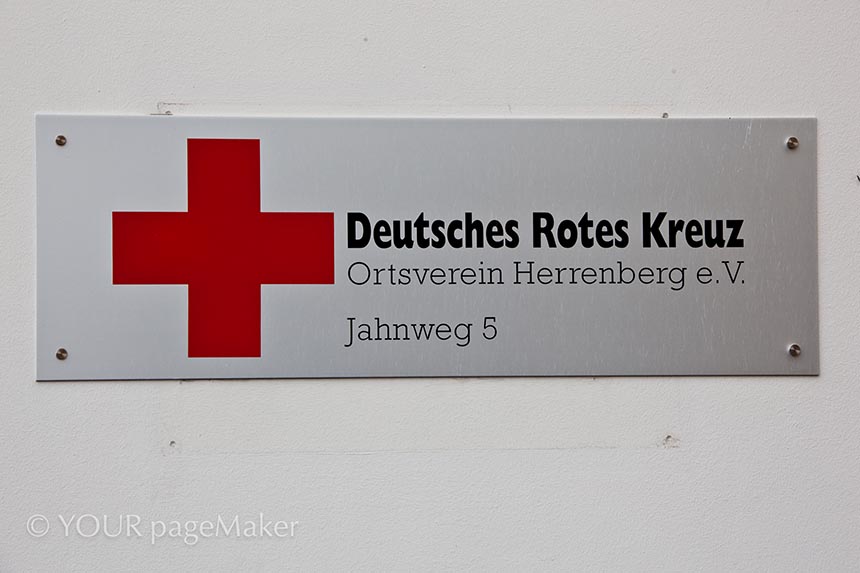 Deutsches Rotes Kreuz
Ortsverein Herrenberg e.V.
Jahnweg 5
© YOUR pageMaker